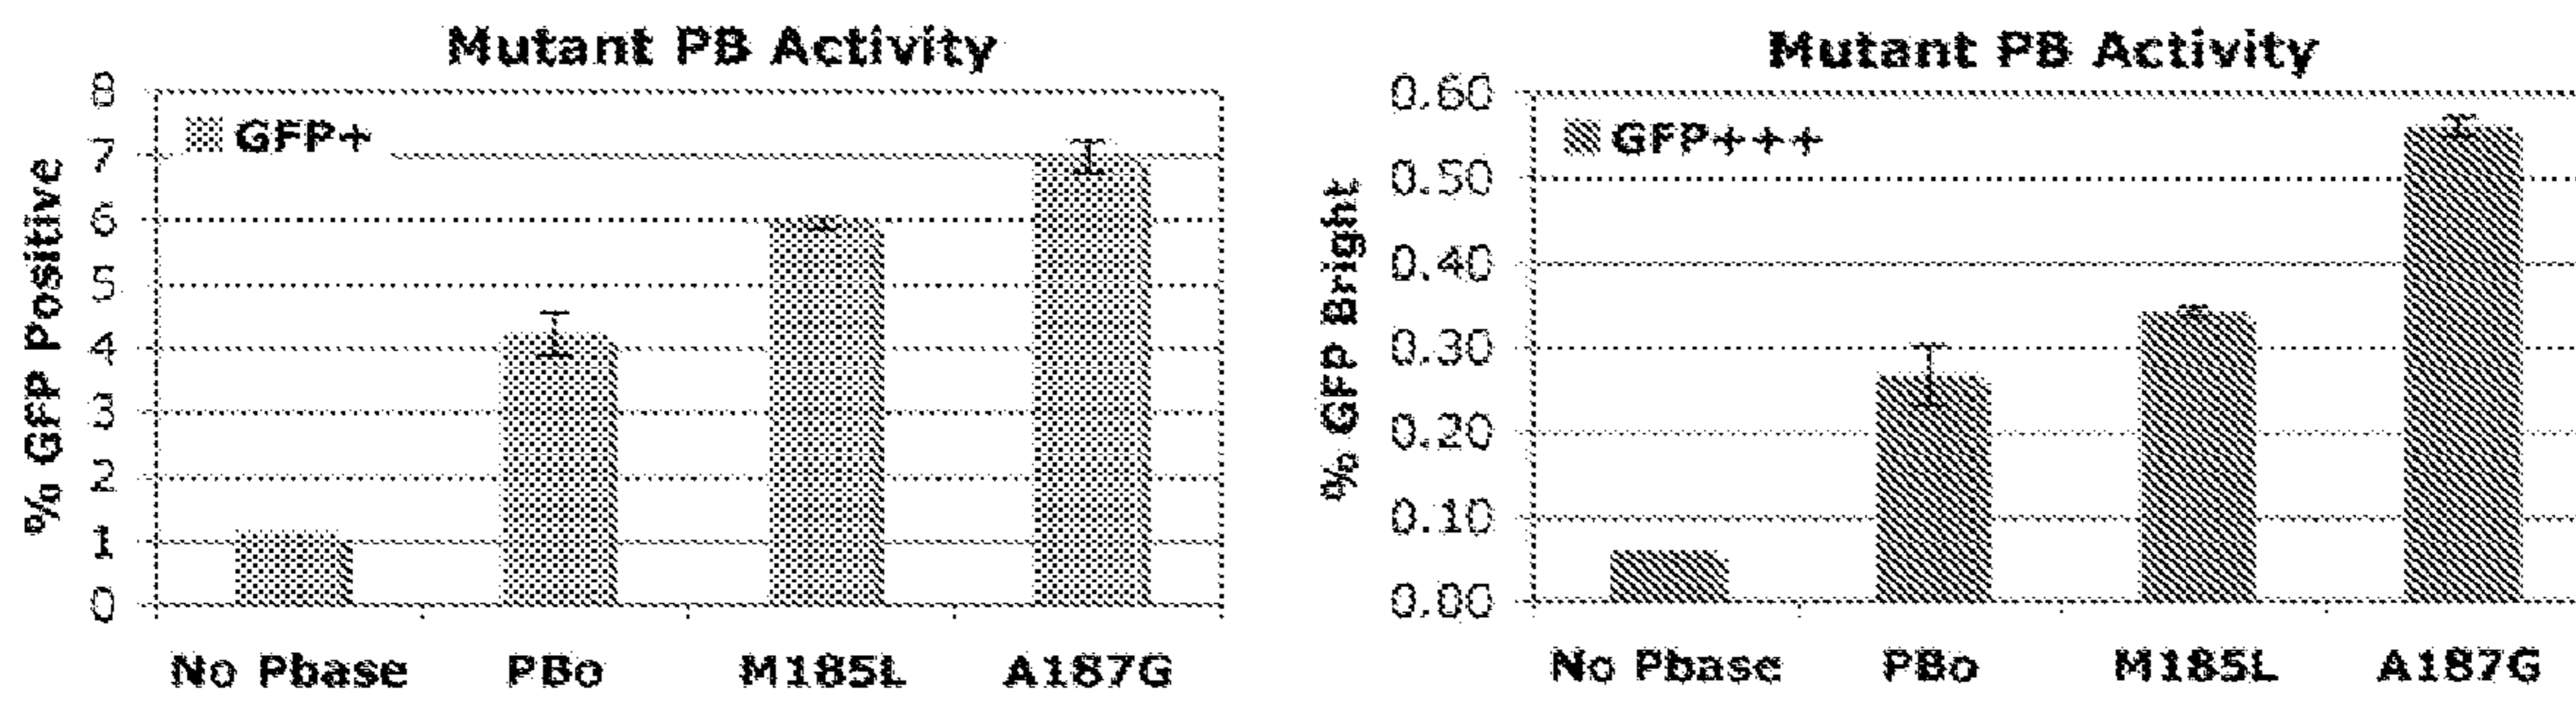 Mutant PB Activity
% GFP Positive
8
7
6
5
4
3
2
1
0
GFP+
No Pbase PBo M185L A187G
Mutant PB Activity
% GFP Bright
0.60
0.50
0.40
0.30
0.20
0.10
0.00
GFP+++
No Pbase PBo M185L A187G